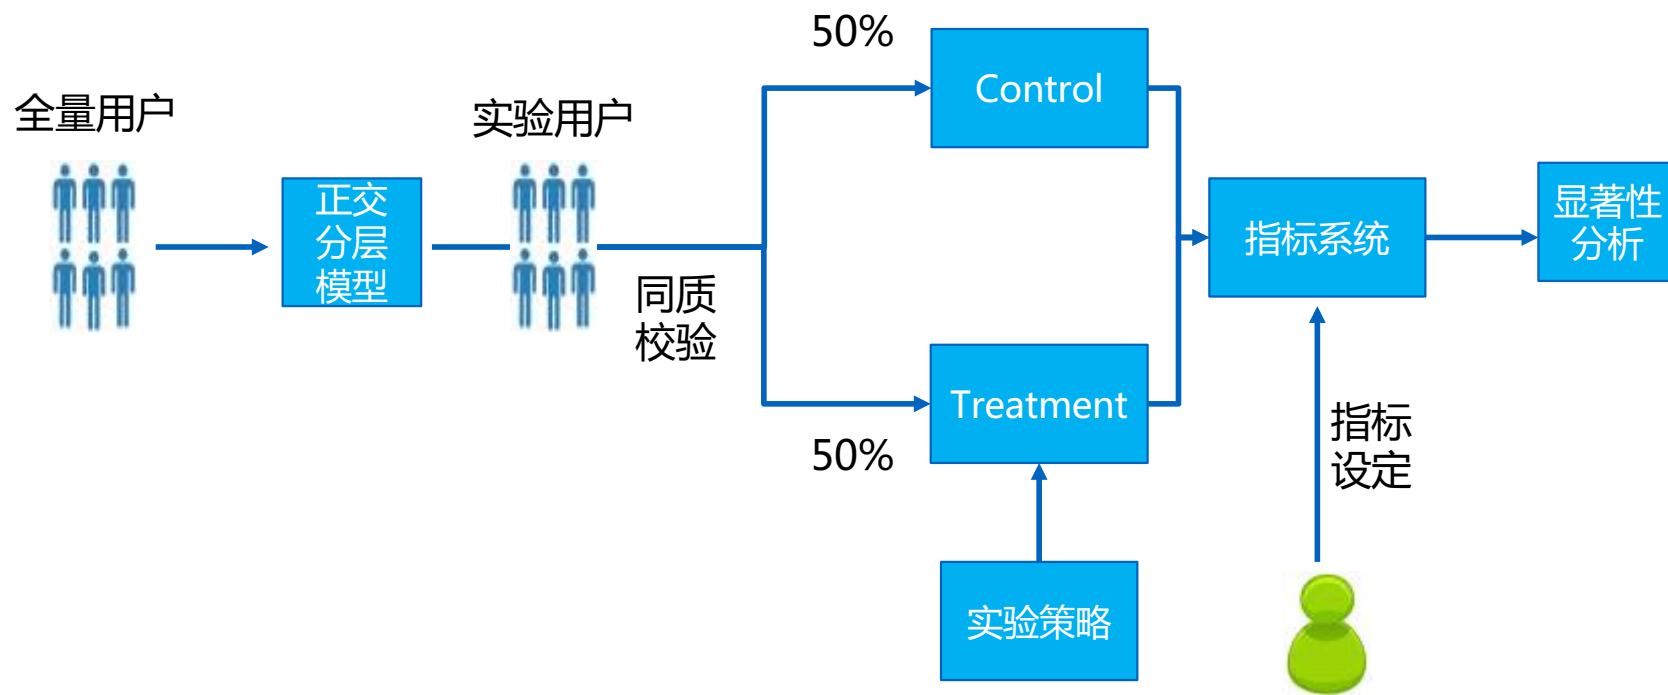 全量用户
正交
分层
模型
实验用户
同质
校验
50%
Control
50%
Treatment
实验策略
指标系统
指标
设定
显著性
分析